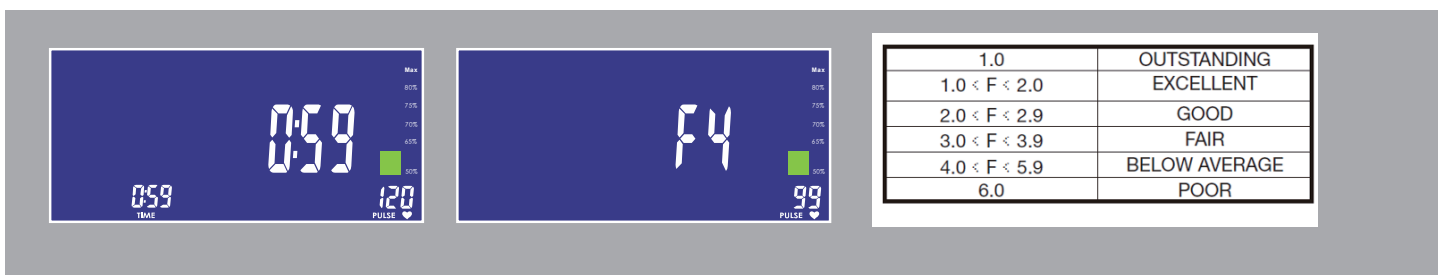 Max
80%
75%
70%
65%
50%
0:59
0:59
TIME
120
PULSE
Max
80%
75%
70%
65%
50%
F4
99
PULSE
1.0 OUTSTANDING
1.0 < F < 2.0 EXCELLENT
2.0 < F < 2.9 GOOD
3.0 < F < 3.9 FAIR
4.0 < F < 5.9 BELOW AVERAGE
6.0 POOR